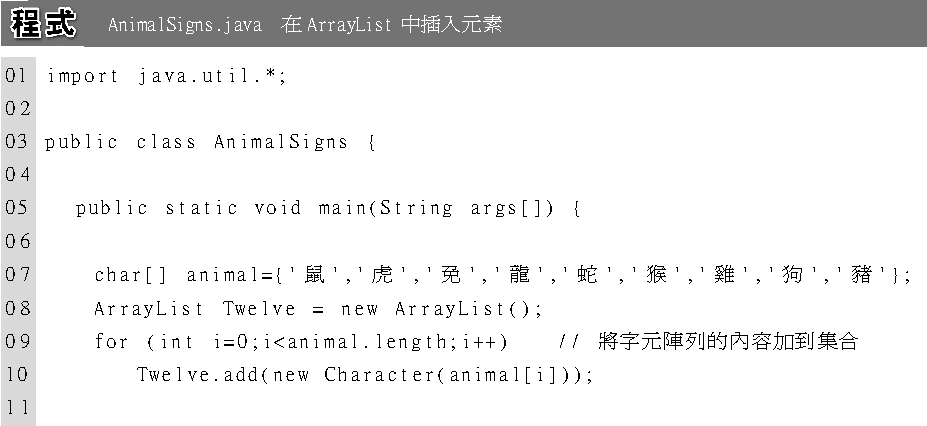 程式 AnimalSigns.java 在 ArrayList 中插入元素
01 import java.util.*;
02
03 public class AnimalSigns {
04
05 public static void main(String args[]) {
06
07 char[] animal={'鼠','虎','兔','龍','蛇','猴','雞','狗','豬'};
08 ArrayList Twelve = new ArrayList();
09 for (int i=0;i<animal.length;i++) // 將字元陣列的內容加到集合
10 Twelve.add(new Character(animal[i]));
11